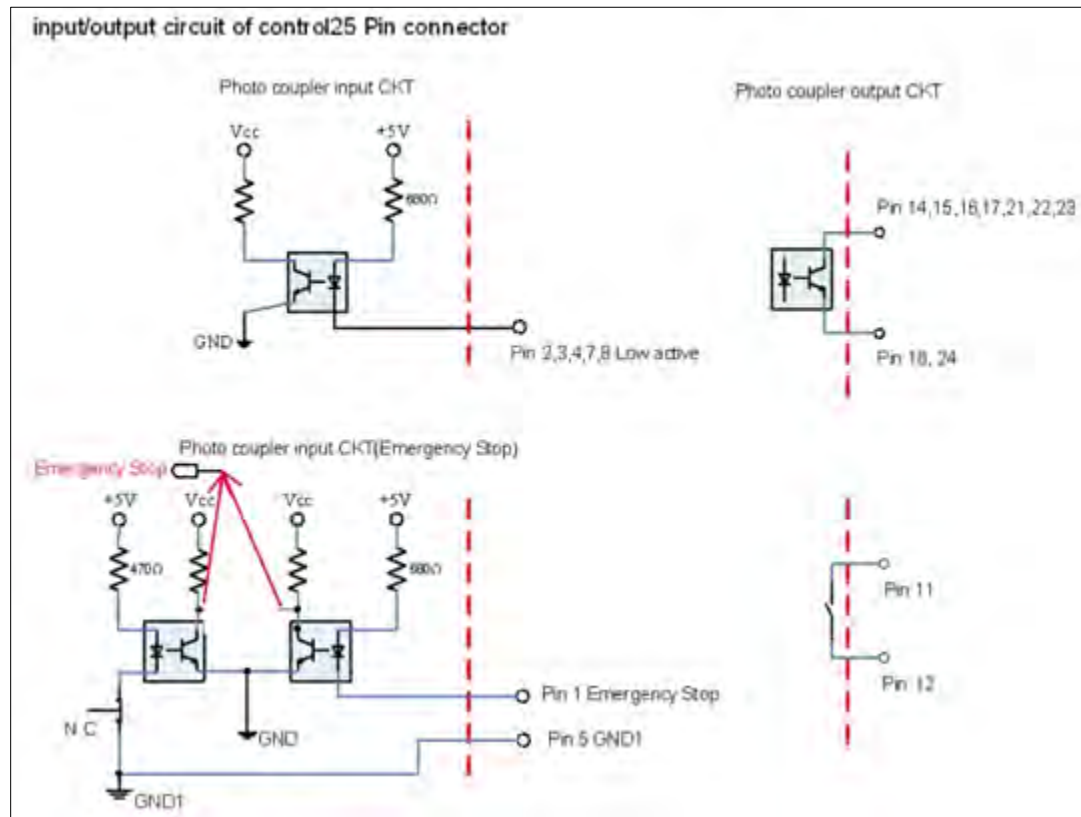 input/output circuit of control25 Pin connector
Photo coupler input CKT
Photo coupler output CKT
Vcc
+5V
680Ω
GND
Pin 2,3,4,7,8 Low active
Pin 14,15,16,17,21,22,23
Pin 18, 24
Photo coupler input CKT(Emergency Stop)
Emergency Stop
+5V
Vcc
Vcc
+5V
470Ω
680Ω
Pin 11
Pin 12
Pin 1 Emergency Stop
N C
GND
Pin 5 GND1
GND1